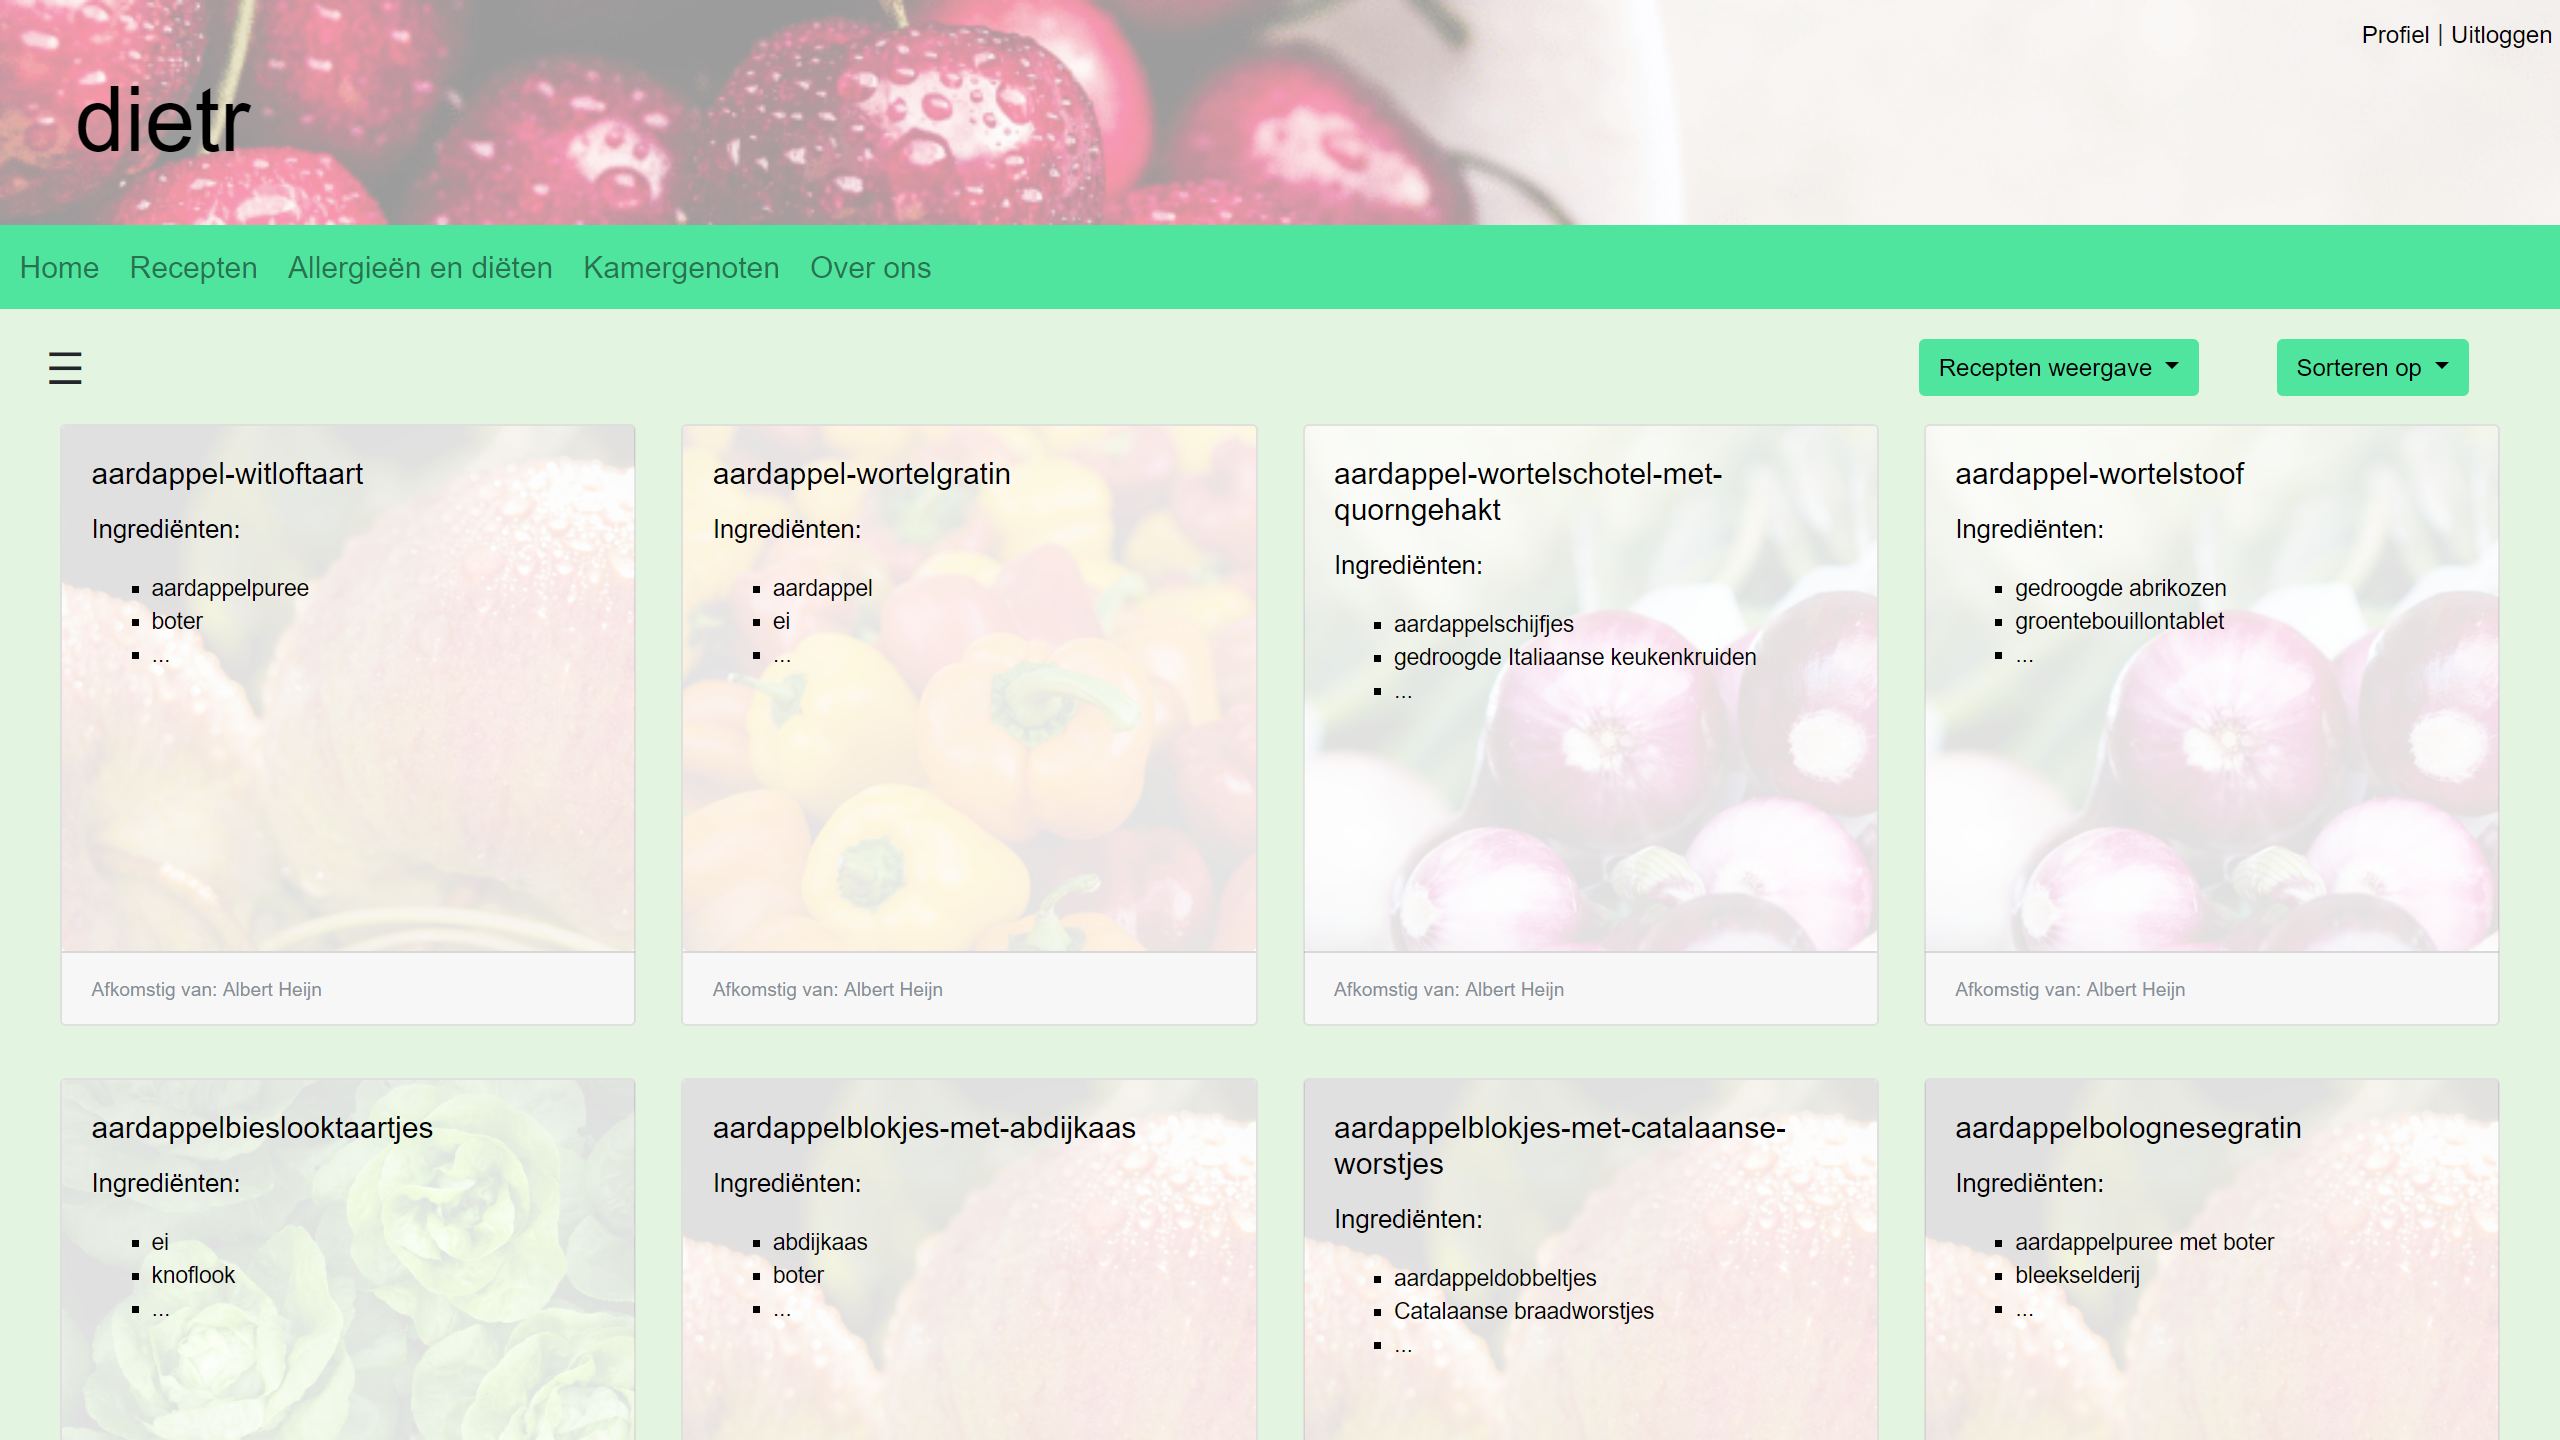 Profiel | Uitloggen
dietr
Home Recepten Allergieën en diëten Kamergenoten Over ons
Recepten weergave Sorteren op
aardappel-witloftaart
Ingrediënten:
aardappelpuree
boter
...
Afkomstig van: Albert Heijn
aardappel-wortelgratin
Ingrediënten:
aardappel
ei
...
Afkomstig van: Albert Heijn
aardappel-wortelschotel-met-
quorngehakt
Ingrediënten:
aardappelschijfjes
gedroogde Italiaanse keukenkruiden
...
Afkomstig van: Albert Heijn
aardappel-wortelstoof
Ingrediënten:
gedroogde abrikozen
groentebouillontablet
...
Afkomstig van: Albert Heijn
aardappelbieslooktaartjes
Ingrediënten:
ei
knoflook
...
aardappelblokjes-met-abdijkaas
Ingrediënten:
abdijkaas
boter
...
aardappelblokjes-met-catalaanse-
worstjes
Ingrediënten:
aardappeldobbeltjes
Catalaanse braadworstjes
...
aardappelbolognesegratin
Ingrediënten:
aardappelpuree met boter
bleekselderij
...